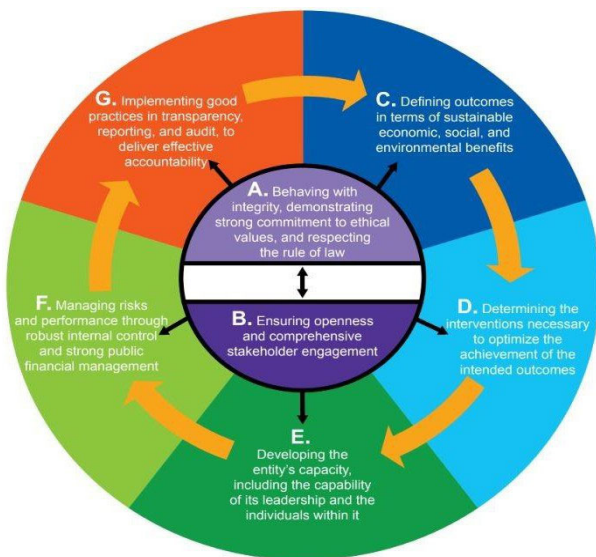 A. Behaving with
integrity, demonstrating
strong commitment to ethical
values, and respecting
the rule of law
B. Ensuring openness
and comprehensive
stakeholder engagement
C. Defining outcomes
in terms of sustainable
economic, social, and
environmental benefits
D. Determining the
interventions necessary
to optimize the
achievement of the
intended outcomes
E.
Developing the
entity's capacity,
including the capability
of its leadership and the
individuals within it
F. Managing risks
and performance through
robust internal control
and strong public
financial management
G. Implementing good
practices in transparency,
reporting, and audit, to
deliver effective
accountability